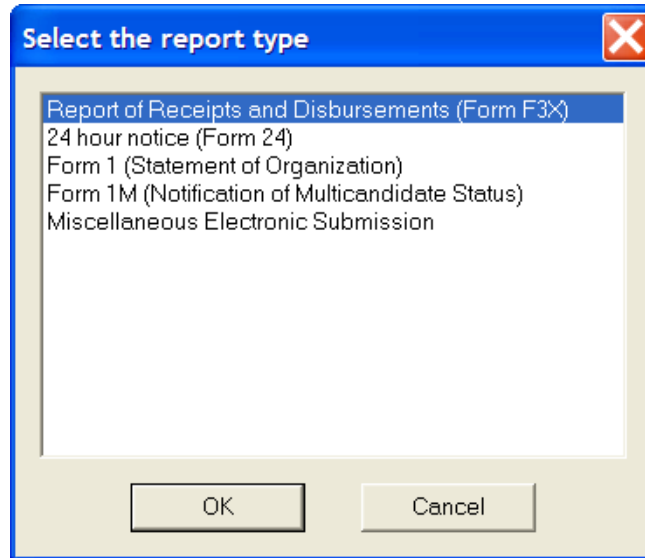 Select the report type
Report of Receipts and Disbursements (Form F3X)
24 hour notice (Form 24)
Form 1 (Statement of Organization)
Form 1M (Notification of Multicandidate Status)
Miscellaneous Electronic Submission
OK Cancel